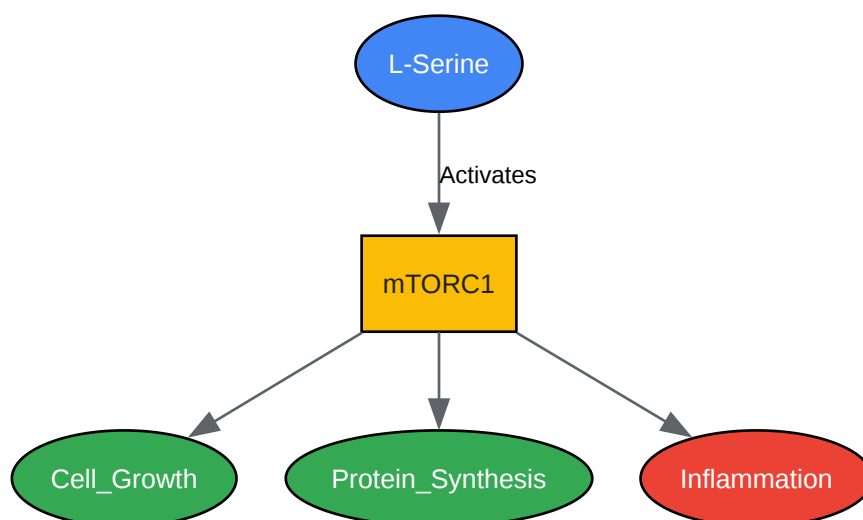 L-Serine
Activates
mTORC1
Cell_Growth
Protein_Synthesis
Inflammation